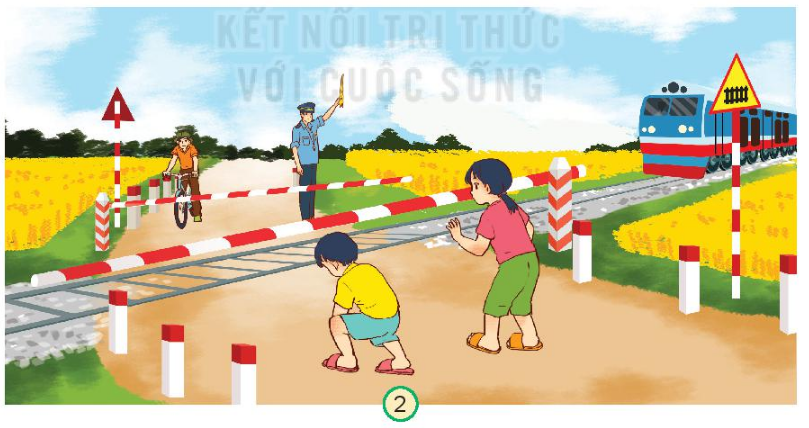 KẾT NỐI TRI THỨC
VỚI CUỘC SỐNG
2